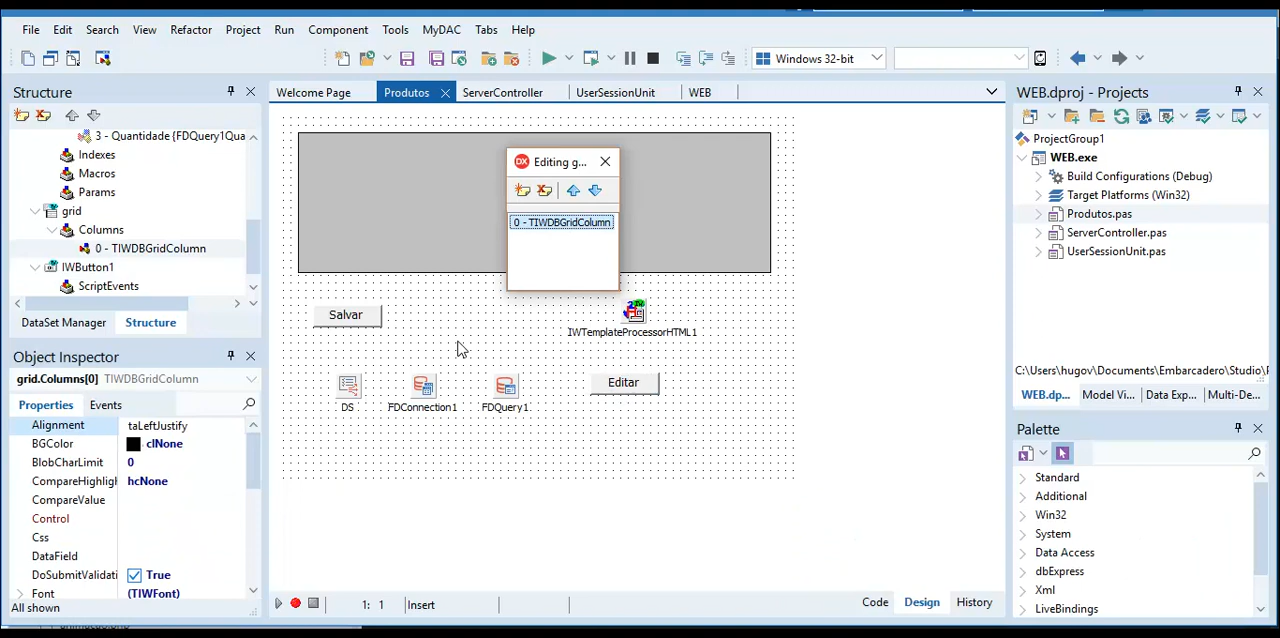 File Edit Search View Refactor Project Run Component Tools MyDAC Tabs Help
Windows 32-bit
Structure
3 - Quantidade {FDQuery1Qua
Indexes
Macros
Params
grid
Columns
0 - TIWDBGridColumn
IWButton1
ScriptEvents
DataSet Manager Structure
Object Inspector
grid.Columns[0] TIWDBGridColumn
Properties Events
Alignment taLeftJustify
BGColor clNone
BlobCharLimit 0
CompareHighligh hcNone
CompareValue
Control
Css
DataField
DoSubmitValidati True
Font (TIWFont)
All shown
Welcome Page Produtos ServerController UserSessionUnit WEB
DX Editing g...
0 - TIWDBGridColumn
Salvar
IWTemplateProcessorHTML1
DS FDConnection1 FDQuery1
Editar
1: 1 Insert
Code Design History
WEB.dproj - Projects
ProjectGroup1
WEB.exe
Build Configurations (Debug)
Target Platforms (Win32)
Produtos.pas
ServerController.pas
UserSessionUnit.pas
C:\Users\hugov\Documents\Embarcadero\Studio\F
WEB.dp... Model Vi... Data Exp... Multi-De...
Palette
Standard
Additional
Win32
System
Data Access
dbExpress
Xml
LiveBindings